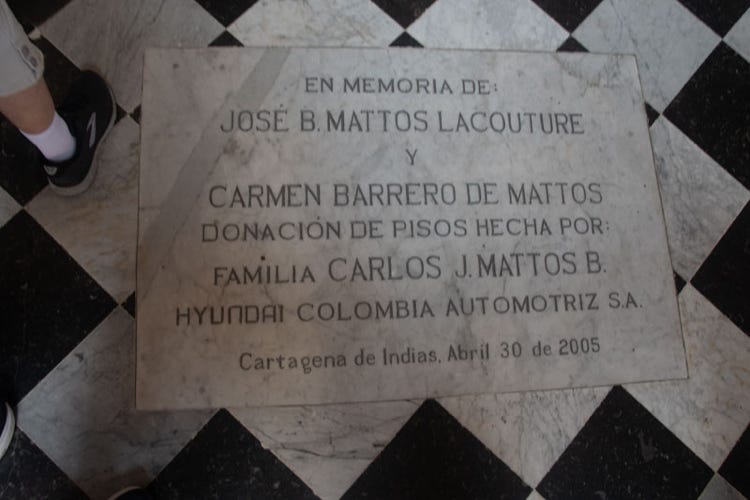 EN MEMORIA DE:
JOSÉ B. MATTOS LACOUTURE
Y
CARMEN BARRERO DE MATTOS
DONACIÓN DE PISOS HECHA POR:
FAMILIA CARLOS J. MATTOS B.
HYUNDAI COLOMBIA AUTOMOTRIZ S.A.
Cartagena de Indias, Abril 30 de 2005